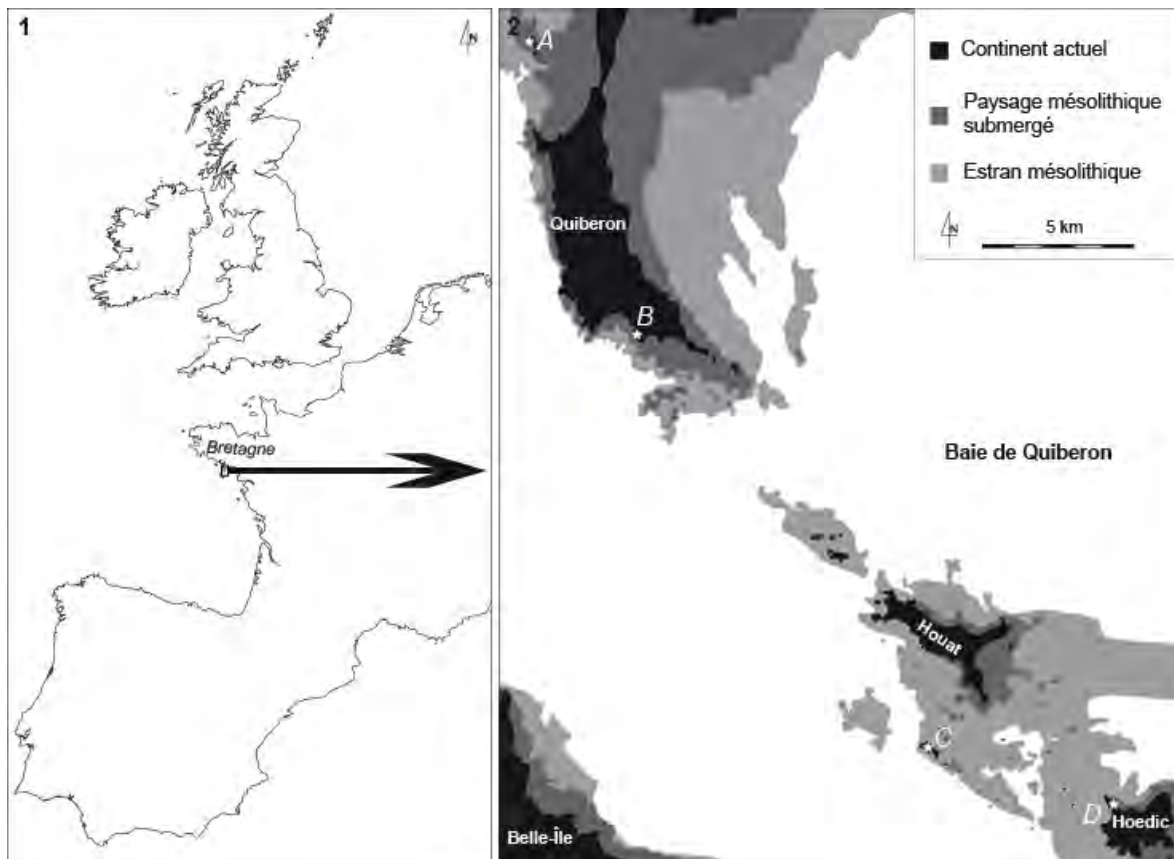 1
N
Bretagne
2
A
Quiberon
B
Continent actuel
Paysage mésolithique
submergé
Estran mésolithique
N
5 km
Baie de Quiberon
Houat
C
D
Hoedic
Belle-Île